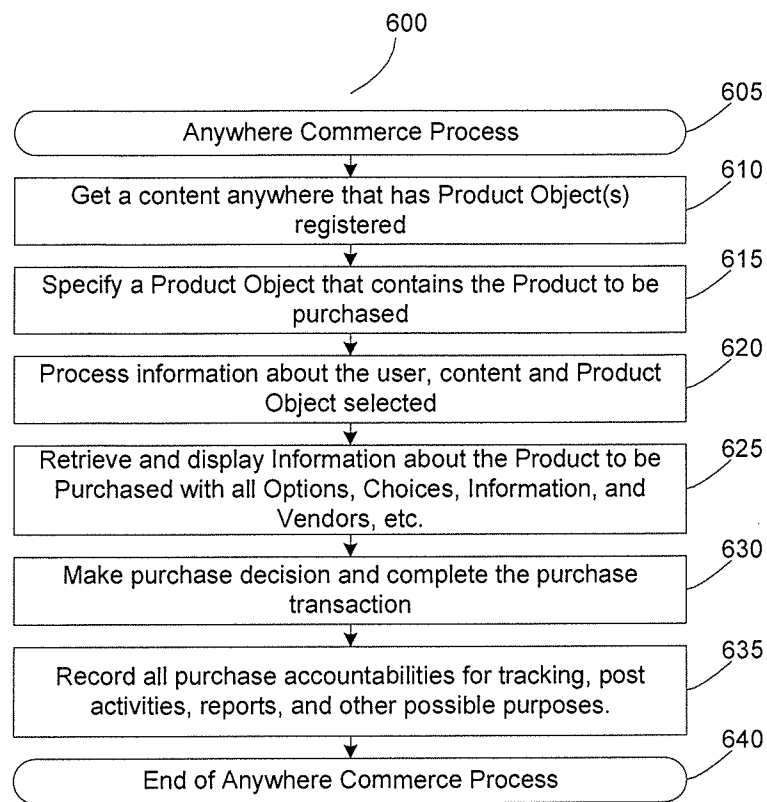 600
605
Anywhere Commerce Process
610
Get a content anywhere that has Product Object(s)
registered
615
Specify a Product Object that contains the Product to be
purchased
620
Process information about the user, content and Product
Object selected
625
Retrieve and display Information about the Product to be
Purchased with all Options, Choices, Information, and
Vendors, etc.
630
Make purchase decision and complete the purchase
transaction
635
Record all purchase accountabilities for tracking, post
activities, reports, and other possible purposes.
640
End of Anywhere Commerce Process